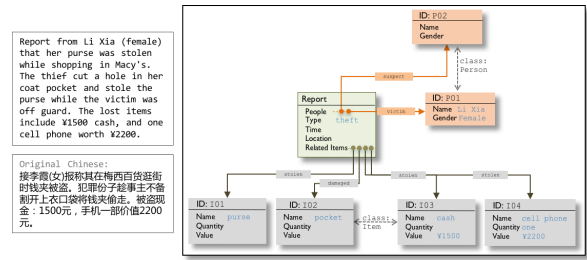 Report from Li Xia (female)
that her purse was stolen
while shopping in Macy's.
The thief cut a hole in her
coat pocket and stole the
purse while the victim was
off guard. The lost items
include ¥1500 cash, and one
cell phone worth ¥2200.
Original Chinese:
接李霞(女)报称其在梅西百货逛街
时钱夹被盗。犯罪份子趁事主不备
割开上衣口袋将钱夹偷走。被盗现
金：1500元，手机一部价值2200
元。
ID: P02
Name
Gender
class:
Person
suspect
ID: P01
Name Li Xia
Gender Female
victim
Report
People
Type theft
Time
Location
Related Items
stolen
damaged
stolen
stolen
ID: I01
Name purse
Quantity
Value
ID: I02
Name pocket
Quantity
Value
class:
Item
ID: I03
Name cash
Quantity
Value ¥1500
ID: I04
Name cell phone
Quantity one
Value ¥2200